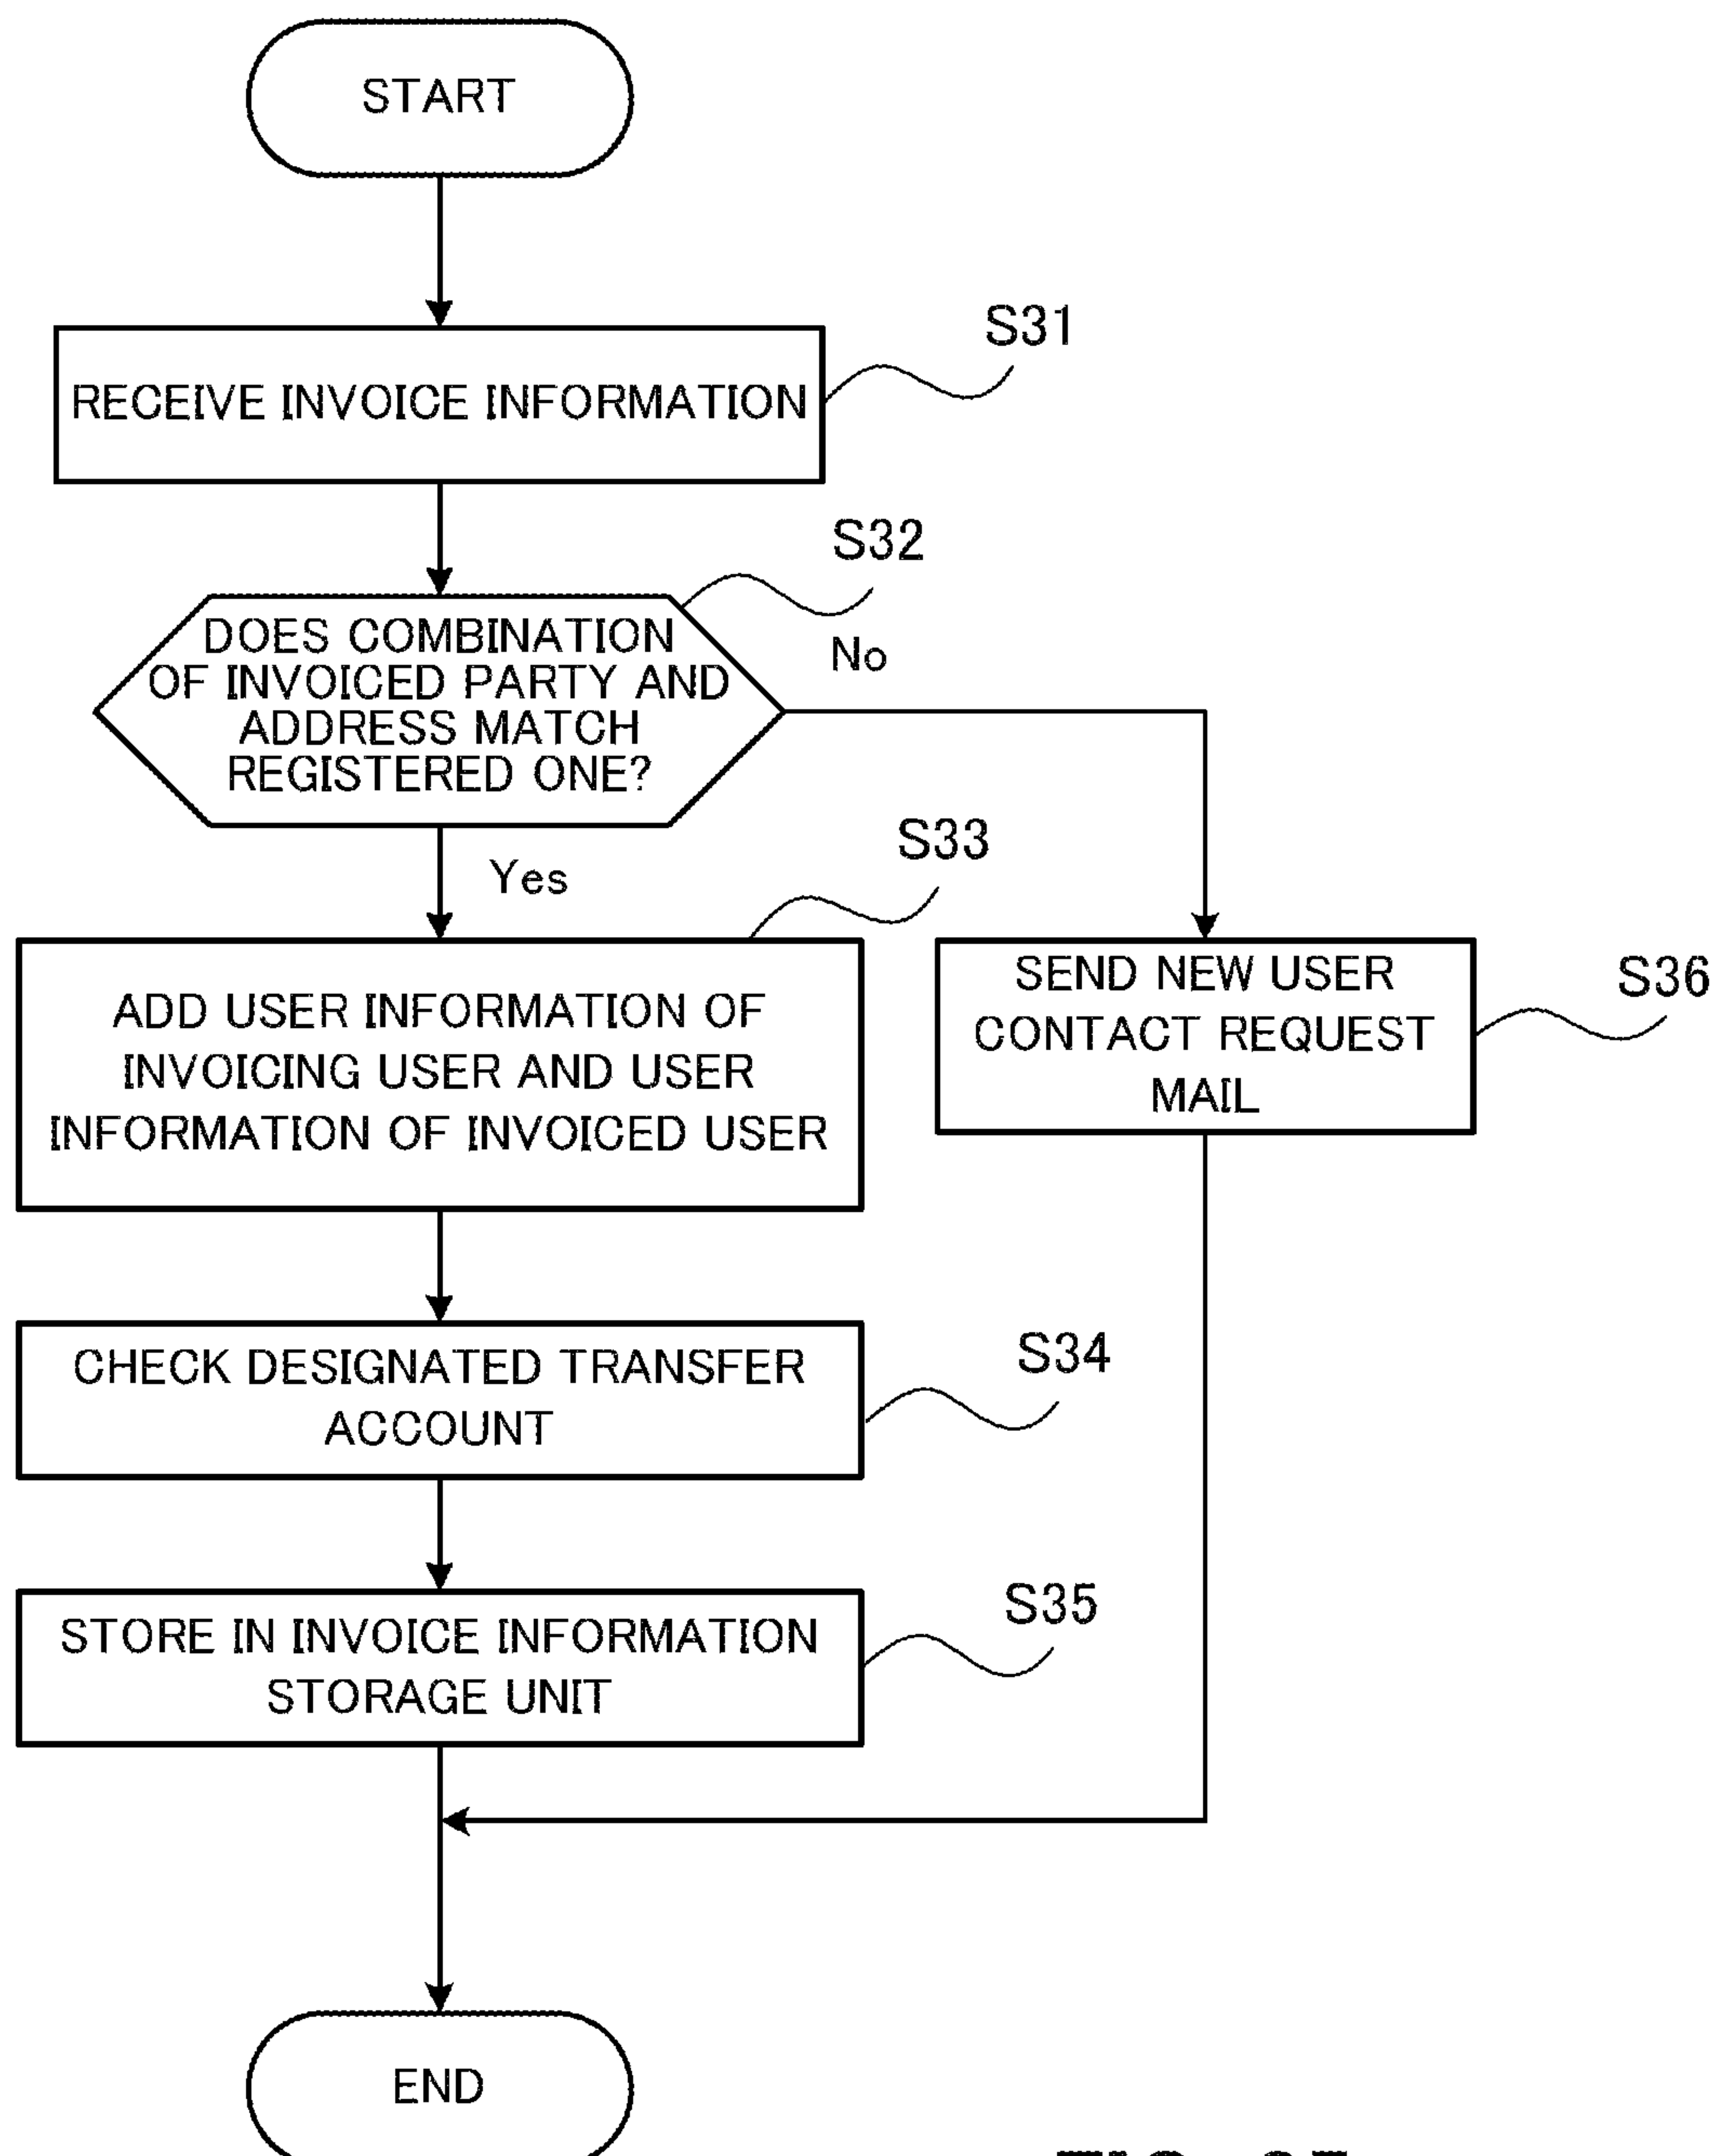 START
S31
RECEIVE INVOICE INFORMATION
S32
DOES COMBINATION
OF INVOICED PARTY AND
ADDRESS MATCH
REGISTERED ONE?
No
Yes
S33
ADD USER INFORMATION OF
INVOICING USER AND USER
INFORMATION OF INVOICED USER
SEND NEW USER
CONTACT REQUEST
MAIL
S36
CHECK DESIGNATED TRANSFER
ACCOUNT
S34
STORE IN INVOICE INFORMATION
STORAGE UNIT
S35
END